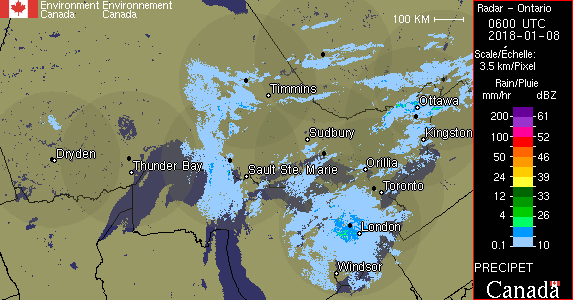 Environment Environnement
Canada Canada
100 KM
Timmins
Ottawa
Sudbury
Kingston
Dryden
Thunder Bay
Sault Ste. Marie
Orillia
Toronto
London
Windsor
Radar - Ontario
0600 UTC
2018-01-08
Scale/Échelle:
3.5 km/Pixel
Rain/Pluie
mm/hr dBZ
200 61
100 52
50 46
24 39
12 33
4 26
0.1 10
PRECIPET
Canada